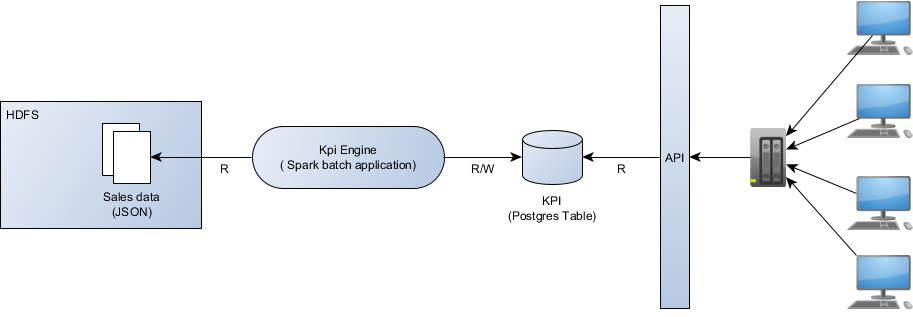 HDFS
Sales data
(JSON)
R
Kpi Engine
( Spark batch application)
R/W
KPI
(Postgres Table)
R
API